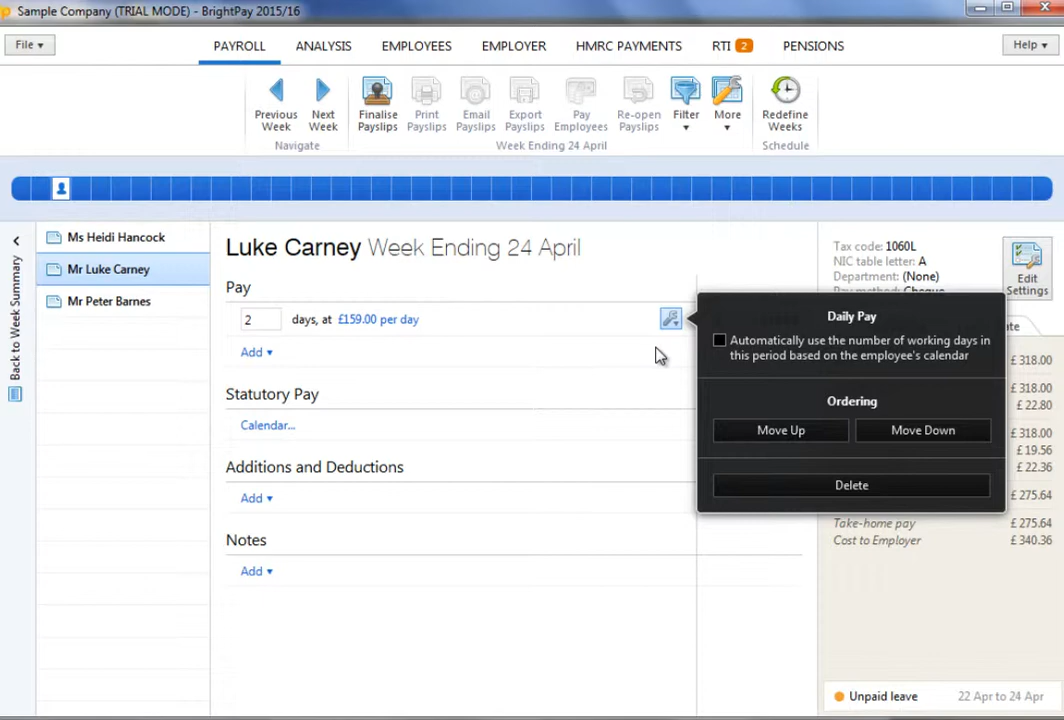 Sample Company (TRIAL MODE) - BrightPay 2015/16
File
PAYROLL ANALYSIS EMPLOYEES EMPLOYER HMRC PAYMENTS RTI 2 PENSIONS
Help
Previous Week
Next Week
Navigate
Finalise Payslips
Print Payslips
Email Payslips
Export Payslips
Pay Employees
Re-open Payslips
Filter
More
Week Ending 24 April
Redefine Weeks
Schedule
Back to Week Summary
Ms Heidi Hancock
Mr Luke Carney
Mr Peter Barnes
Luke Carney Week Ending 24 April
Pay
2 days, at £159.00 per day
Add
Statutory Pay
Calendar...
Additions and Deductions
Add
Notes
Add
Daily Pay
Automatically use the number of working days in
this period based on the employee's calendar
Ordering
Move Up Move Down
Delete
Tax code: 1060L
NIC table letter: A
Department: (None)
Edit Settings
£ 318.00
£ 318.00
£ 22.80
£ 318.00
£ 19.56
£ 22.36
£ 275.64
Take-home pay £ 275.64
Cost to Employer £ 340.36
Unpaid leave 22 Apr to 24 Apr